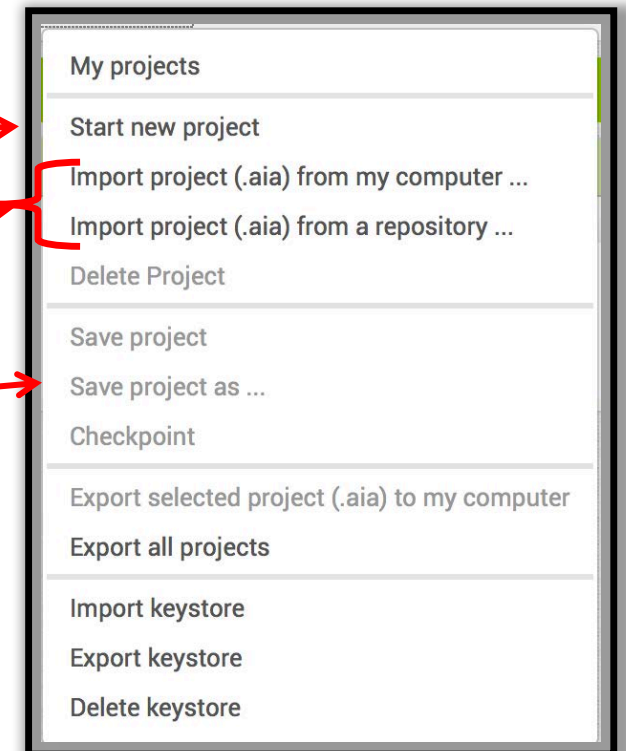 My projects
Start new project
Import project (.aia) from my computer ...
Import project (.aia) from a repository ...
Delete Project
Save project
Save project as ...
Checkpoint
Export selected project (.aia) to my computer
Export all projects
Import keystore
Export keystore
Delete keystore